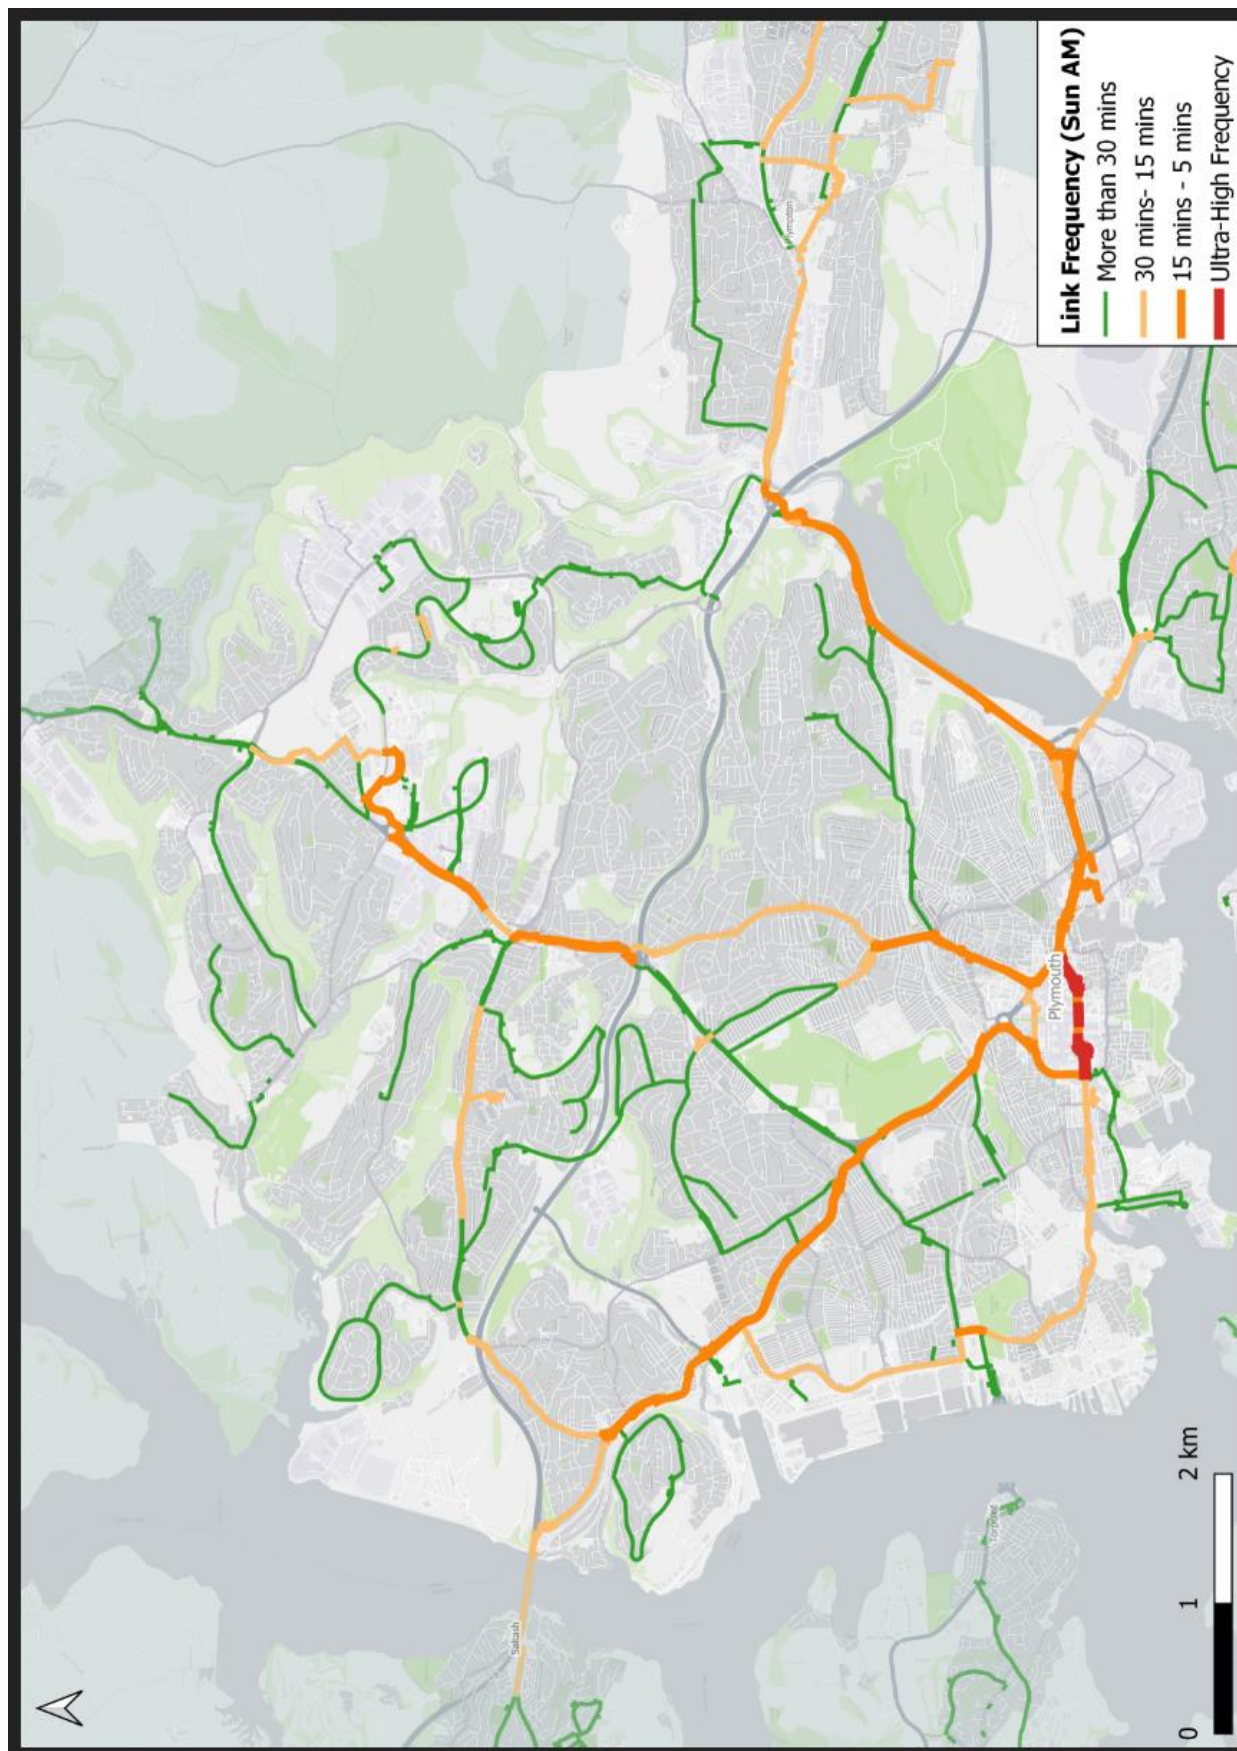 Link Frequency (Sun AM)
More than 30 mins
30 mins- 15 mins
15 mins - 5 mins
Ultra-High Frequency
Plympton
Plymouth
Saltash
Torpoint
0 1 2 km